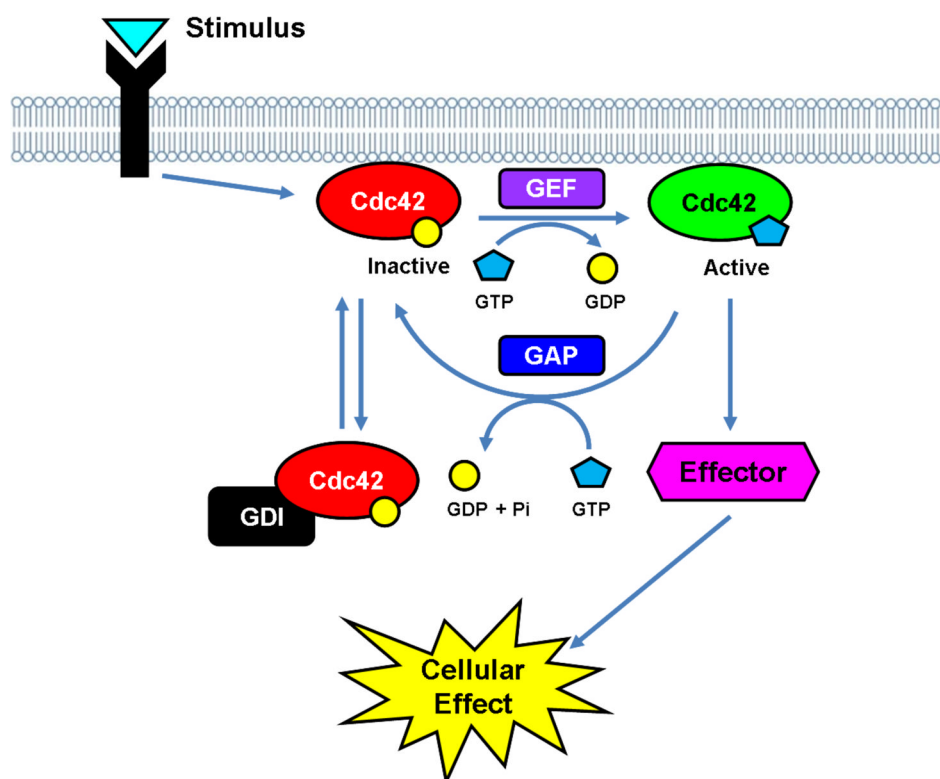 Stimulus
Cdc42
GEF
Cdc42
Inactive
Active
GTP
GDP
GAP
Cdc42
GDI
GDP + Pi
GTP
Effector
Cellular
Effect